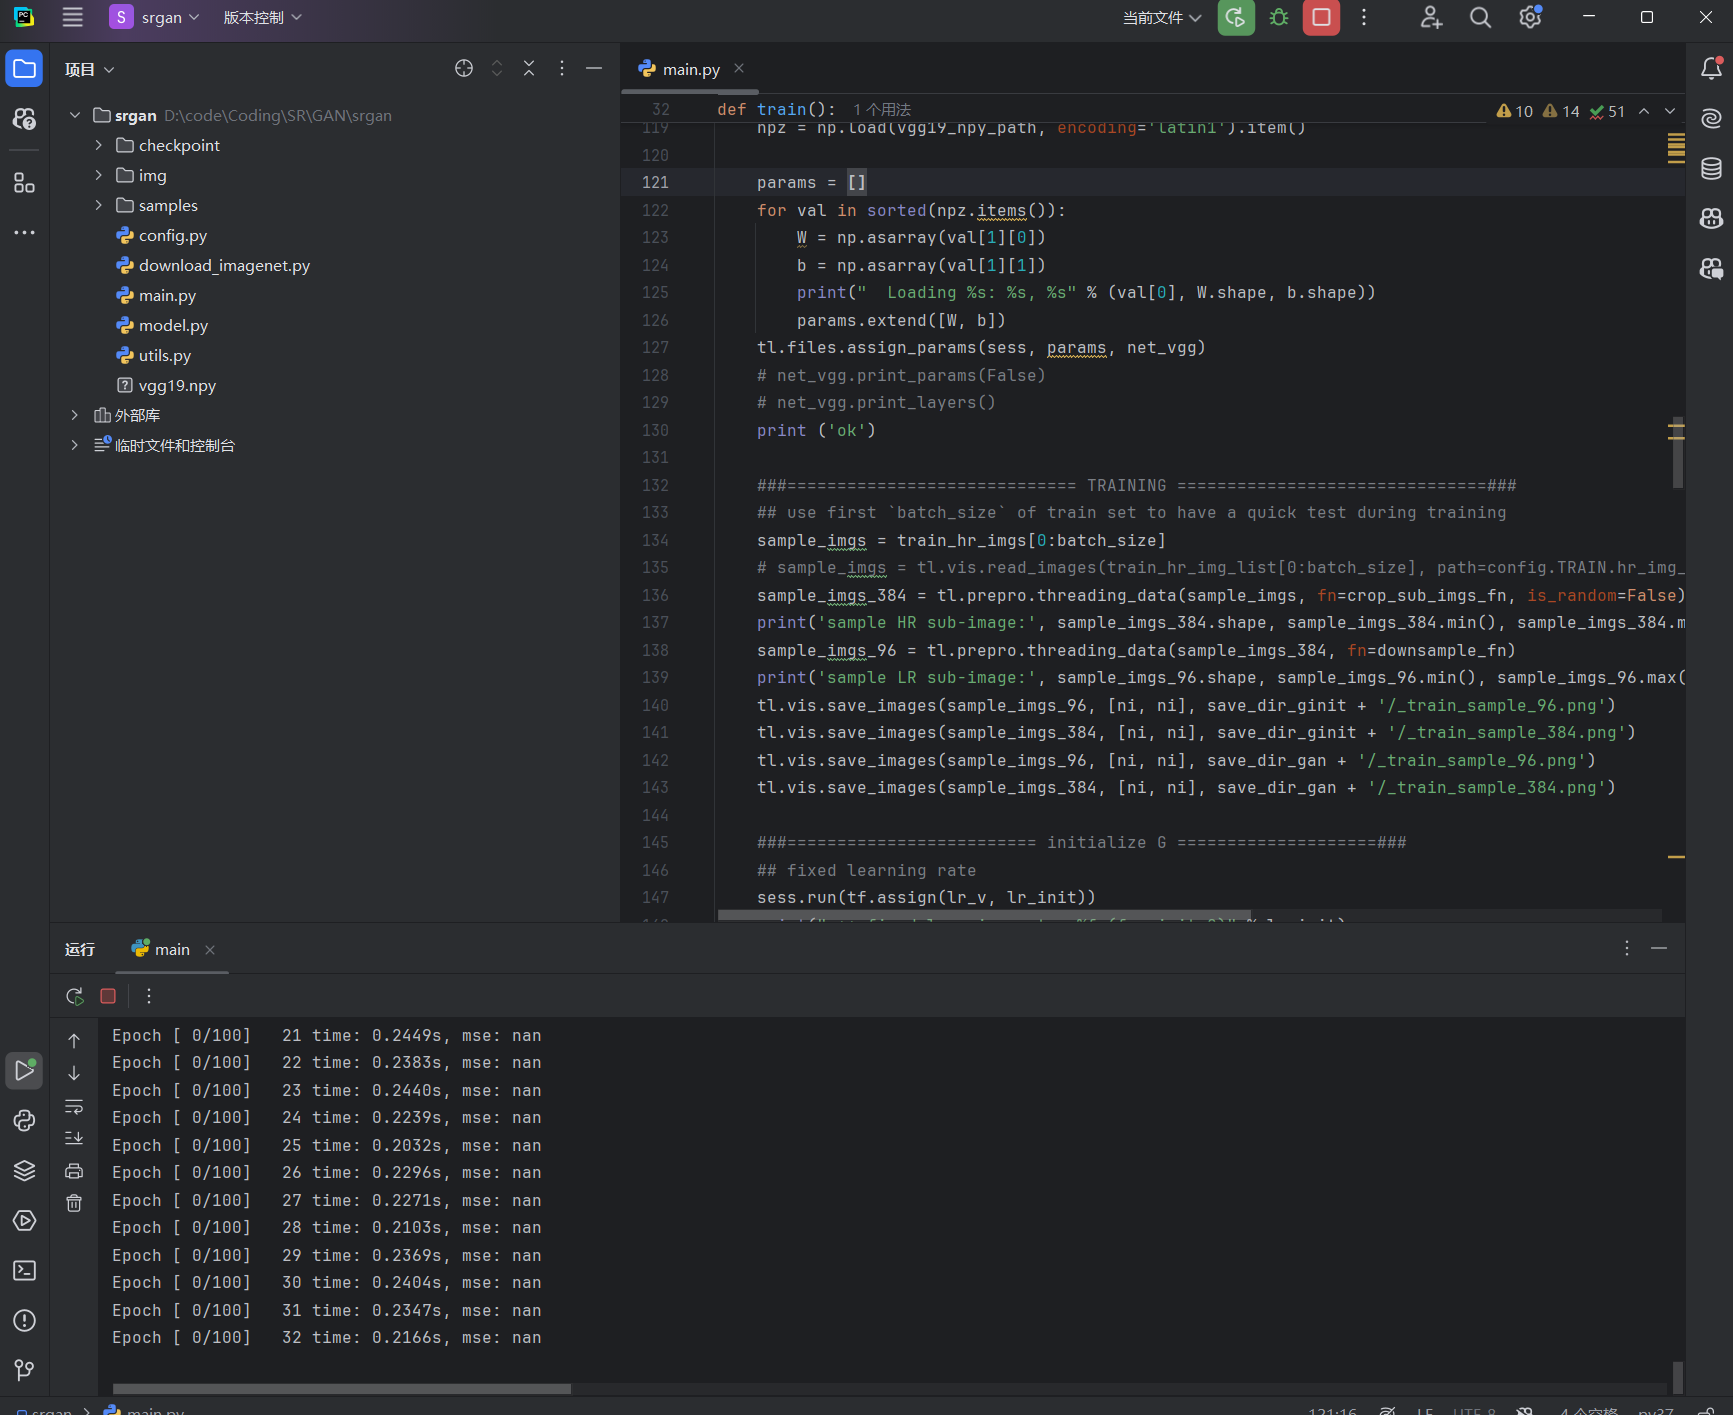 PC S srgan 版本控制 当前文件
项目
srgan D:\code\Coding\SR\GAN\srgan
checkpoint
img
samples
config.py
download_imagenet.py
main.py
model.py
utils.py
? vgg19.npy
外部库
临时文件和控制台
main.py
32 def train(): 1 个用法 10 14 51
119 npz = np.load(vgg19_npy_path, encoding='latin1').item()
120
121 params = []
122 for val in sorted(npz.items()):
123 W = np.asarray(val[1][0])
124 b = np.asarray(val[1][1])
125 print("  Loading %s: %s, %s" % (val[0], W.shape, b.shape))
126 params.extend([W, b])
127 tl.files.assign_params(sess, params, net_vgg)
128 # net_vgg.print_params(False)
129 # net_vgg.print_layers()
130 print ('ok')
131
132 ###============================= TRAINING ===============================###
133 ## use first `batch_size` of train set to have a quick test during training
134 sample_imgs = train_hr_imgs[0:batch_size]
135 # sample_imgs = tl.vis.read_images(train_hr_img_list[0:batch_size], path=config.TRAIN.hr_img_
136 sample_imgs_384 = tl.prepro.threading_data(sample_imgs, fn=crop_sub_imgs_fn, is_random=False)
137 print('sample HR sub-image:', sample_imgs_384.shape, sample_imgs_384.min(), sample_imgs_384.m
138 sample_imgs_96 = tl.prepro.threading_data(sample_imgs_384, fn=downsample_fn)
139 print('sample LR sub-image:', sample_imgs_96.shape, sample_imgs_96.min(), sample_imgs_96.max(
140 tl.vis.save_images(sample_imgs_96, [ni, ni], save_dir_ginit + '/_train_sample_96.png')
141 tl.vis.save_images(sample_imgs_384, [ni, ni], save_dir_ginit + '/_train_sample_384.png')
142 tl.vis.save_images(sample_imgs_96, [ni, ni], save_dir_gan + '/_train_sample_96.png')
143 tl.vis.save_images(sample_imgs_384, [ni, ni], save_dir_gan + '/_train_sample_384.png')
144
145 ###========================= initialize G ====================###
146 ## fixed learning rate
147 sess.run(tf.assign(lr_v, lr_init))
运行 main
Epoch [ 0/100]   21 time: 0.2449s, mse: nan
Epoch [ 0/100]   22 time: 0.2383s, mse: nan
Epoch [ 0/100]   23 time: 0.2440s, mse: nan
Epoch [ 0/100]   24 time: 0.2239s, mse: nan
Epoch [ 0/100]   25 time: 0.2032s, mse: nan
Epoch [ 0/100]   26 time: 0.2296s, mse: nan
Epoch [ 0/100]   27 time: 0.2271s, mse: nan
Epoch [ 0/100]   28 time: 0.2103s, mse: nan
Epoch [ 0/100]   29 time: 0.2369s, mse: nan
Epoch [ 0/100]   30 time: 0.2404s, mse: nan
Epoch [ 0/100]   31 time: 0.2347s, mse: nan
Epoch [ 0/100]   32 time: 0.2166s, mse: nan
srgan main.py 121:16 LF UTF-8 4 个空格 py37